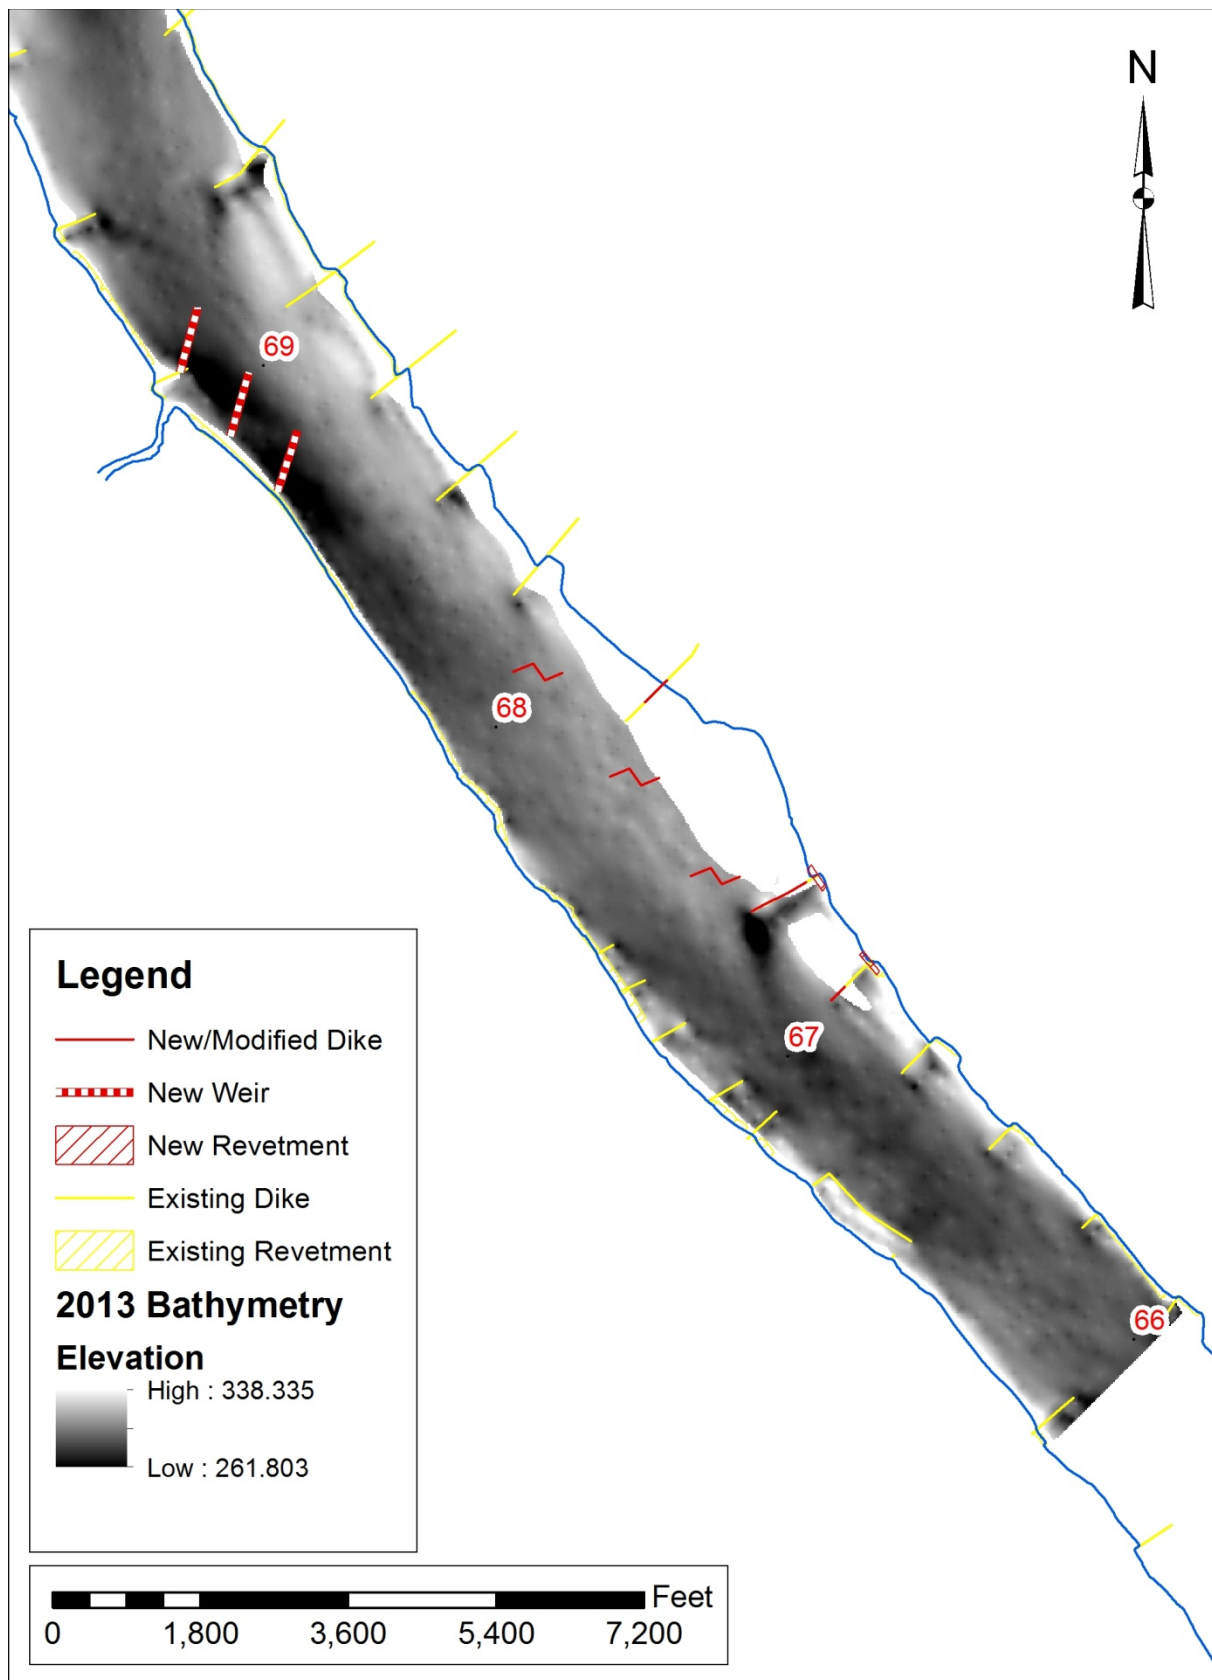 N
69
68
67
66
Legend
New/Modified Dike
New Weir
New Revetment
Existing Dike
Existing Revetment
2013 Bathymetry
Elevation
High : 338.335
Low : 261.803
Feet
0 1,800 3,600 5,400 7,200